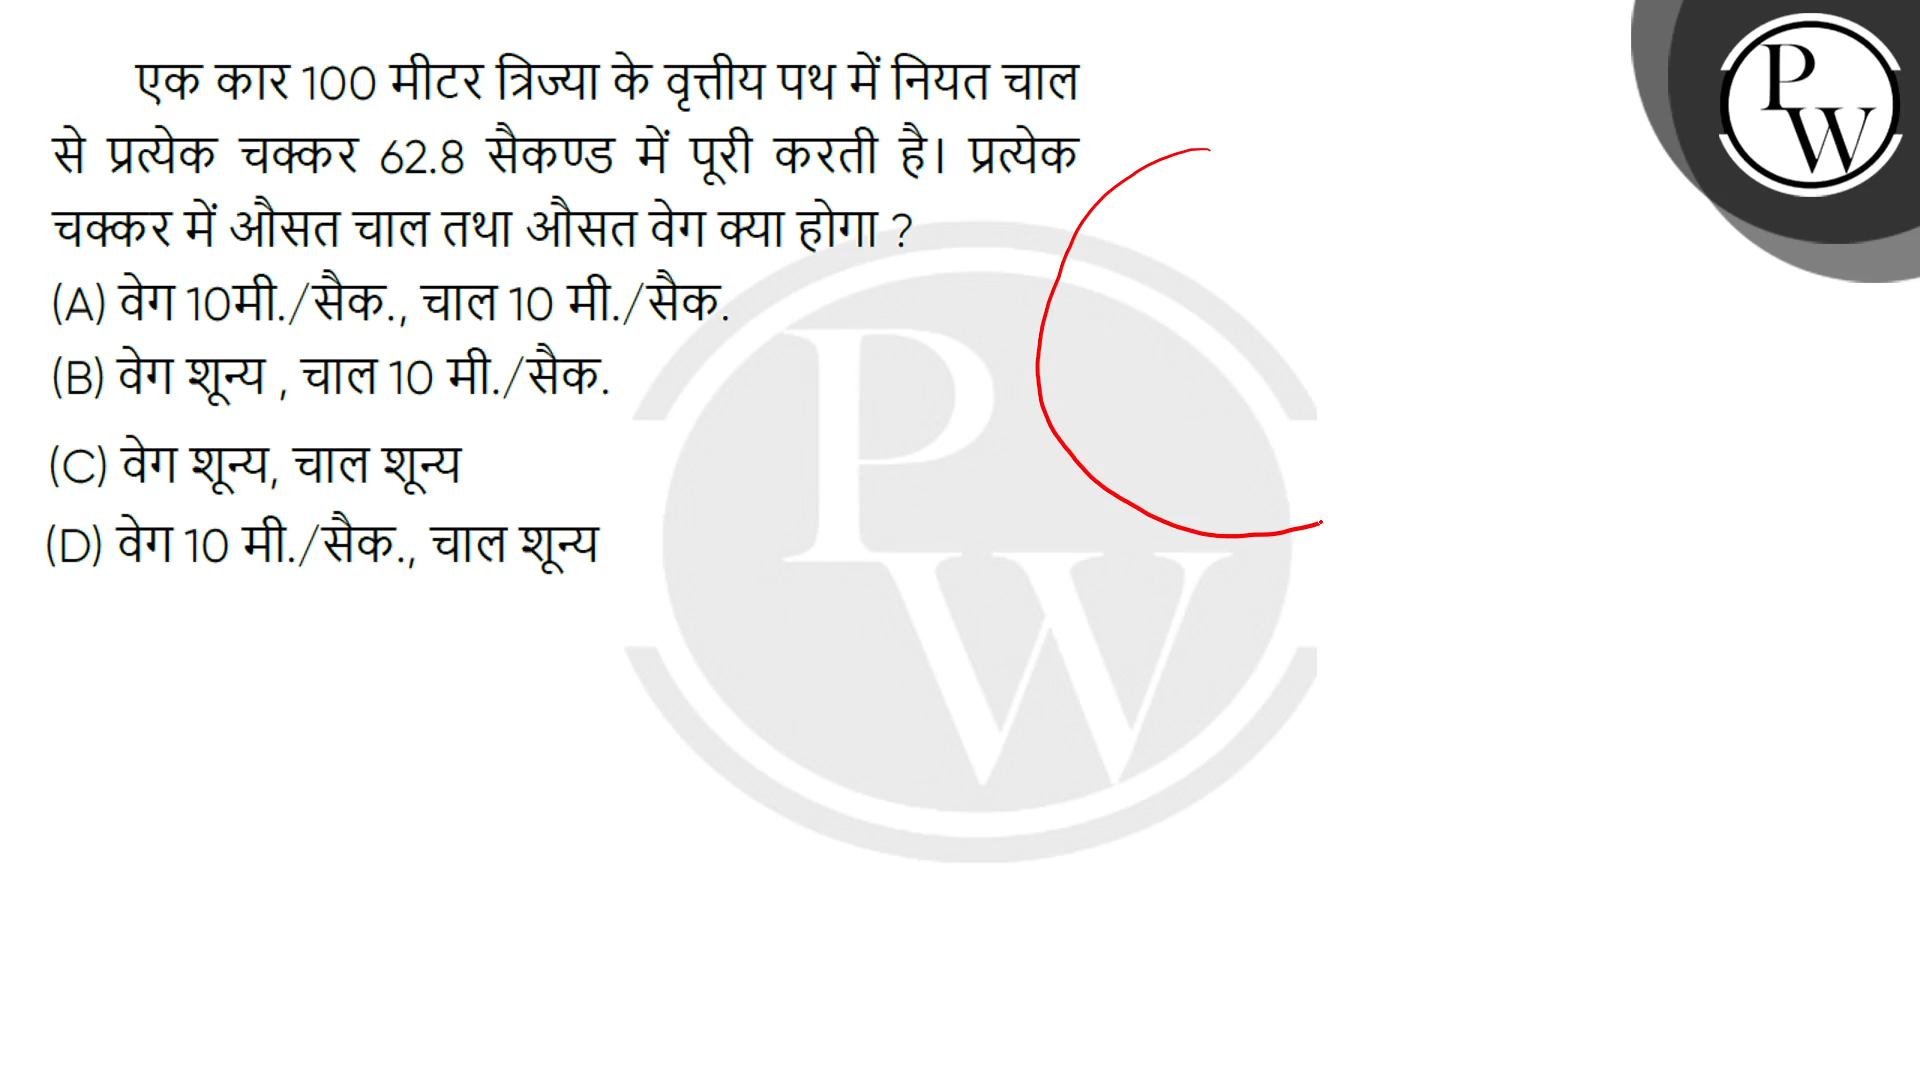 एक कार 100 मीटर त्रिज्या के वृत्तीय पथ में नियत चाल
से प्रत्येक चक्कर 62.8 सैकण्ड में पूरी करती है। प्रत्येक
चक्कर में औसत चाल तथा औसत वेग क्या होगा ?
(A) वेग 10मी./सैक., चाल 10 मी./सैक.
(B) वेग शून्य , चाल 10 मी./सैक.
(C) वेग शून्य, चाल शून्य
(D) वेग 10 मी./सैक., चाल शून्य
P
W
P
W